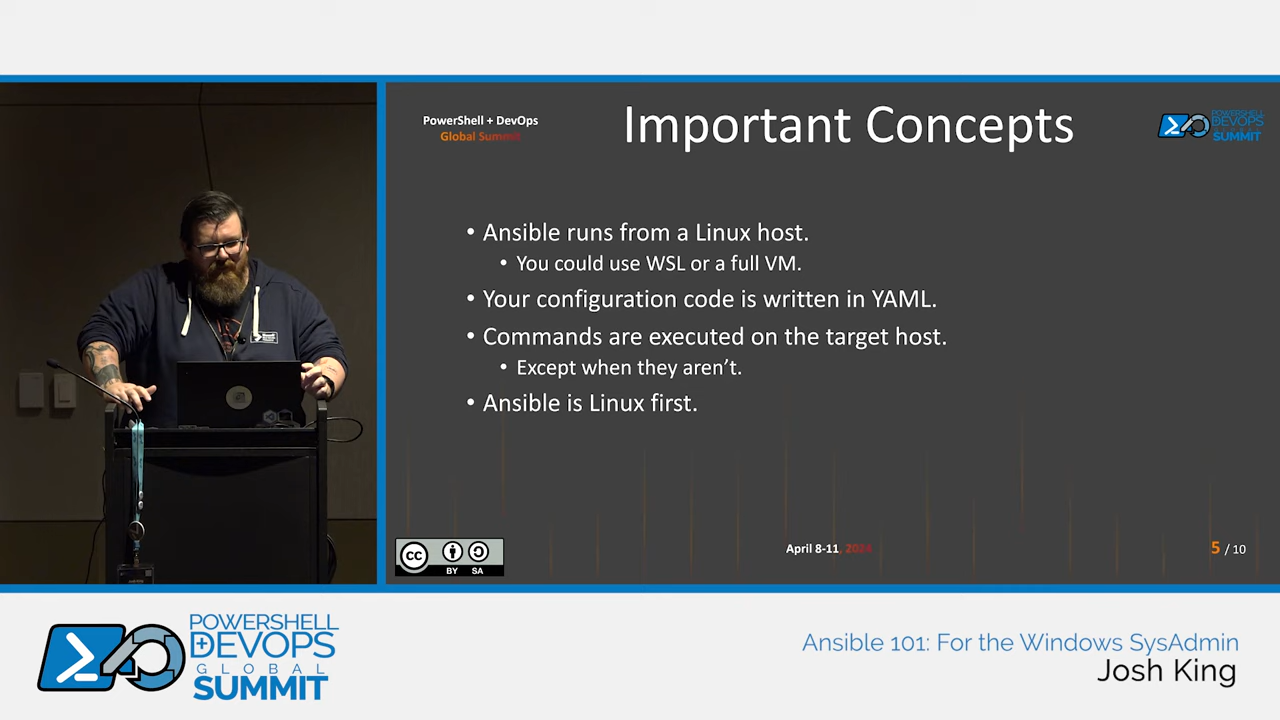 PowerShell + DevOps
Global Summit
Important Concepts
POWERSHELL
DEVOPS
GLOBAL
SUMMIT
• Ansible runs from a Linux host.
• You could use WSL or a full VM.
• Your configuration code is written in YAML.
• Commands are executed on the target host.
• Except when they aren’t.
• Ansible is Linux first.
cc
BY SA
April 8-11, 2024
5 / 10
POWERSHELL
+DEVOPS
GLOBAL
SUMMIT
Ansible 101: For the Windows SysAdmin
Josh King